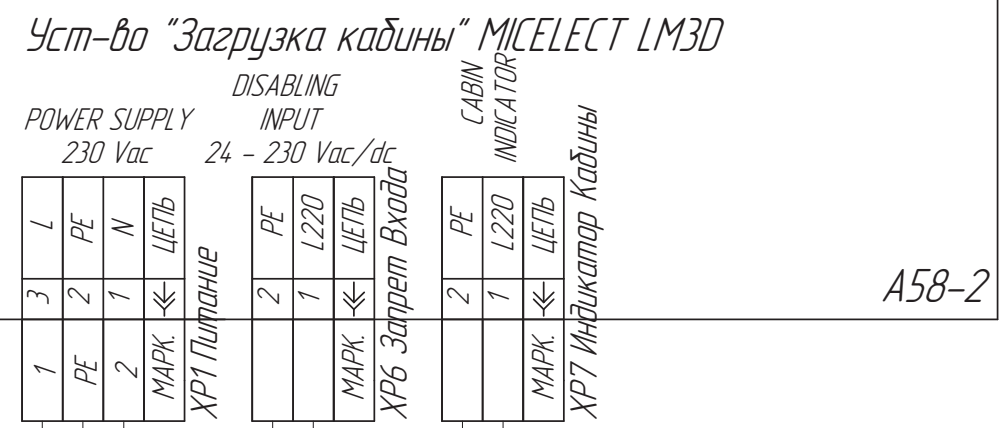 Уст-во "Загрузка кабины" MICELECT LM3D
POWER SUPPLY
230 Vac
DISABLING
INPUT
24 - 230 Vac/dc
CABIN
INDICATOR
L
PE
N
ЦЕПЬ
3
2
1
1
PE
2
МАРК.
XP1 Питание
PE
L220
ЦЕПЬ
2
1
МАРК.
XP6 Запрет Входа
PE
L220
ЦЕПЬ
2
1
МАРК.
XP7 Индикатор Кабины
A58-2